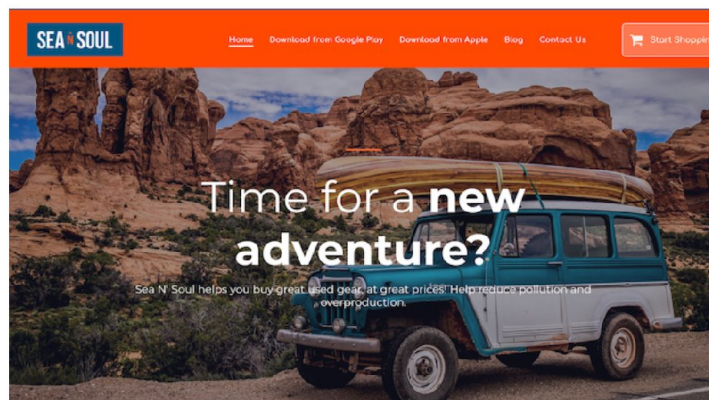 SEA N' SOUL
Home Download from Google Play Download from Apple Blog Contact Us Start Shoppin
Time for a new
adventure?
Sea N' Soul helps you buy great used gear, at great prices! Help reduce pollution and
overproduction.